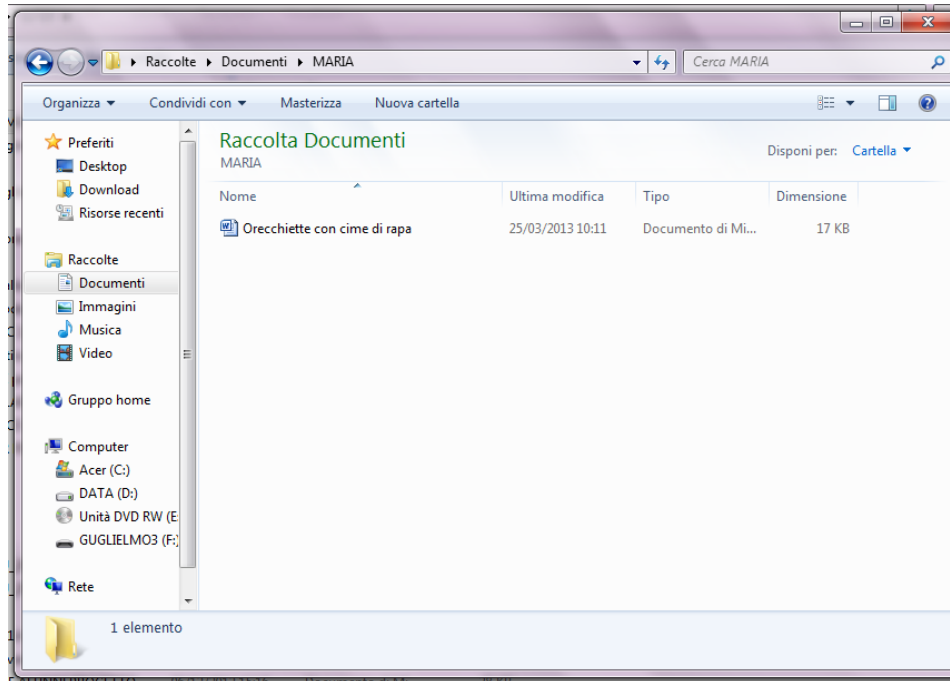 Raccolte Documenti MARIA
Cerca MARIA
Organizza Condividi con Masterizza Nuova cartella
Preferiti
Desktop
Download
Risorse recenti
Raccolte
Documenti
Immagini
Musica
Video
Gruppo home
Computer
Acer (C:)
DATA (D:)
Unità DVD RW (E
GUGLIELMO3 (F:)
Rete
Raccolta Documenti
MARIA
Disponi per: Cartella
Nome Ultima modifica Tipo Dimensione
Orecchiette con cime di rapa 25/03/2013 10:11 Documento di Mi... 17 KB
1 elemento